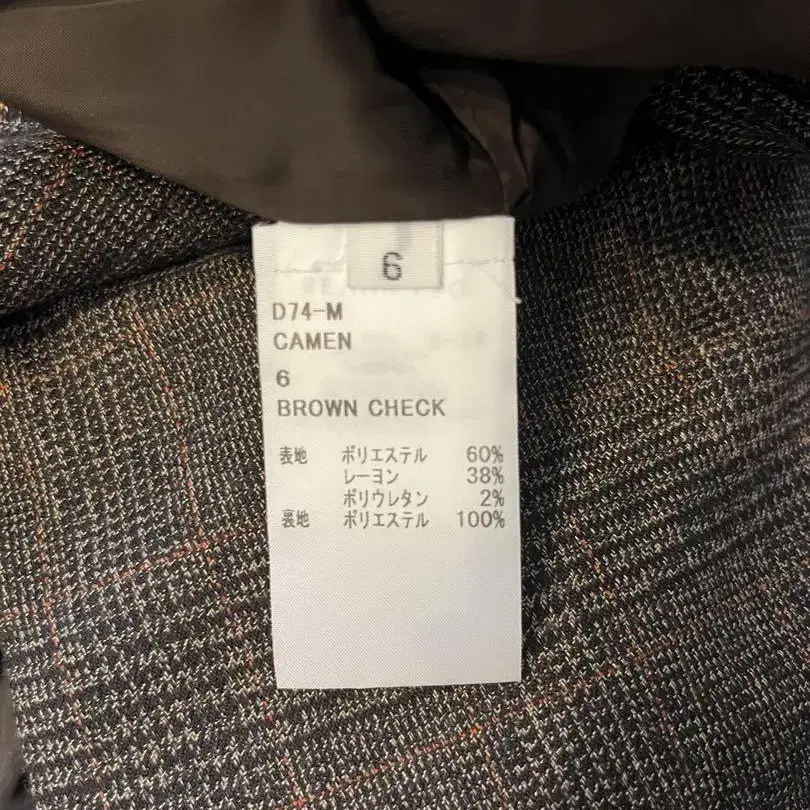 6
D74-M
CAMEN
6
BROWN CHECK
表地 ポリエステル 60%
レーヨン 38%
ポリウレタン 2%
裏地 ポリエステル 100%